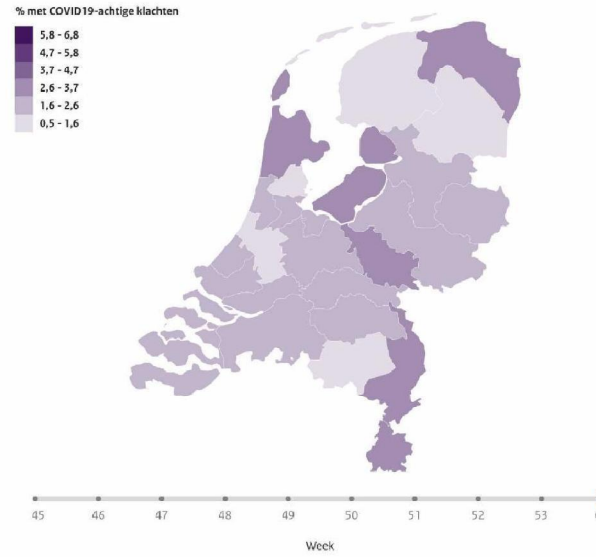 % met COVID19-achtige klachten
5,8 - 6,8
4,7 - 5,8
3,7 - 4,7
2,6 - 3,7
1,6 - 2,6
0,5 - 1,6
45 46 47 48 49 50 51 52 53
Week